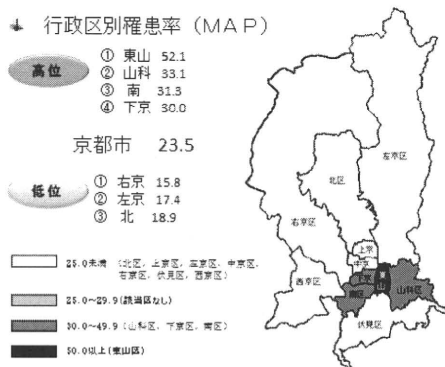 行政区別罹患率（ＭＡＰ）
高位
① 東山 52.1
② 山科 33.1
③ 南 31.3
④ 下京 30.0
京都市 23.5
低位
① 右京 15.8
② 左京 17.4
③ 北 18.9
25.0未満（北区、上京区、左京区、中京区、
右京区、伏見区、西京区）
25.0～29.9(該当区なし)
30.0～49.9(山科区、下京区、南区)
50.0以上(東山区)
左京区
北区
右京区
上京
中京
下京
東山
西京区
南区
山科区
伏見区